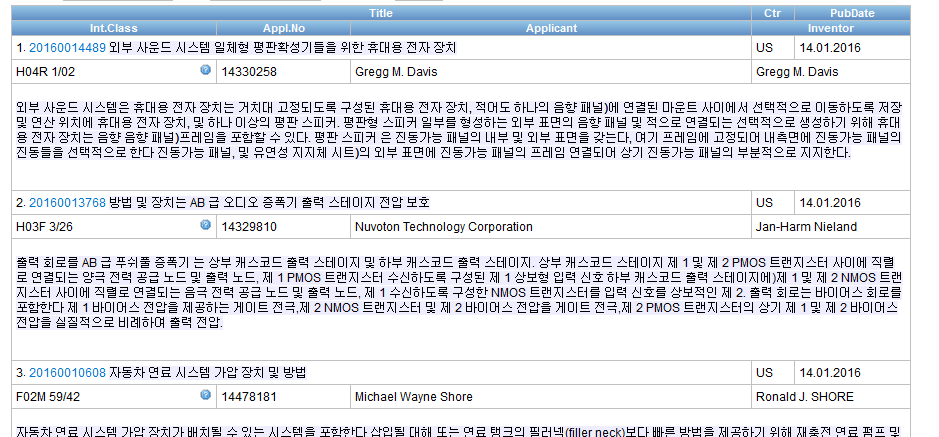 Title Ctr PubDate
Int.Class Appl.No Applicant Inventor
1. 20160014489 외부 사운드 시스템 일체형 평판확성기들을 위한 휴대용 전자 장치 US 14.01.2016
H04R 1/02 14330258 Gregg M. Davis Gregg M. Davis
외부 사운드 시스템은 휴대용 전자 장치는 거치대 고정되도록 구성된 휴대용 전자 장치, 적어도 하나의 음향 패널)에 연결된 마운트 사이에서 선택적으로 이동하도록 저장
및 연산 위치에 휴대용 전자 장치, 및 하나 이상의 평판 스피커. 평판형 스피커 일부를 형성하는 외부 표면의 음향 패널 및 적으로 연결되는 선택적으로 생성하기 위해 휴대
용 전자 장치는 음향 음향 패널)프레임을 포함할 수 있다. 평판 스피커 은 진동가능 패널의 내부 및 외부 표면을 갖는다, 여기 프레임에 고정되어 내측면에 진동가능 패널의
진동들을 선택적으로 한다 진동가능 패널, 및 유연성 지지체 시트)의 외부 표면에 진동가능 패널의 프레임 연결되어 상기 진동가능 패널의 부분적으로 지지한다.
2. 20160013768 방법 및 장치는 AB 급 오디오 증폭기 출력 스테이지 전압 보호 US 14.01.2016
H03F 3/26 14329810 Nuvoton Technology Corporation Jan-Harm Nieland
출력 회로를 AB 급 푸쉬풀 증폭기 는 상부 캐스코드 출력 스테이지 및 하부 캐스코드 출력 스테이지. 상부 캐스코드 스테이지 제 1 및 제 2 PMOS 트랜지스터 사이에 직렬
로 연결되는 양극 전력 공급 노드 및 출력 노드, 제 1 PMOS 트랜지스터 수신하도록 구성된 제 1 상보형 입력 신호 하부 캐스코드 출력 스테이지에)제 1 및 제 2 NMOS 트랜
지스터 사이에 직렬로 연결되는 음극 전력 공급 노드 및 출력 노드, 제 1 수신하도록 구성한 NMOS 트랜지스터를 입력 신호를 상보적인 제 2. 출력 회로는 바이어스 회로를
포함한다 제 1 바이어스 전압을 제공하는 게이트 전극,제 2 NMOS 트랜지스터 및 제 2 바이어스 전압을 게이트 전극,제 2 PMOS 트랜지스터의 상기 제 1 및 제 2 바이어스
전압을 실질적으로 비례하여 출력 전압.
3. 20160010608 자동차 연료 시스템 가압 장치 및 방법 US 14.01.2016
F02M 59/42 14478181 Michael Wayne Shore Ronald J. SHORE
자동차 연료 시스템 가압 장치가 배치될 수 있는 시스템을 포함한다 삽입될 대해 또는 연료 탱크의 필러넥(filler neck)보다 빠른 방법을 제공하기 위해 재충전 연료 펌프 및